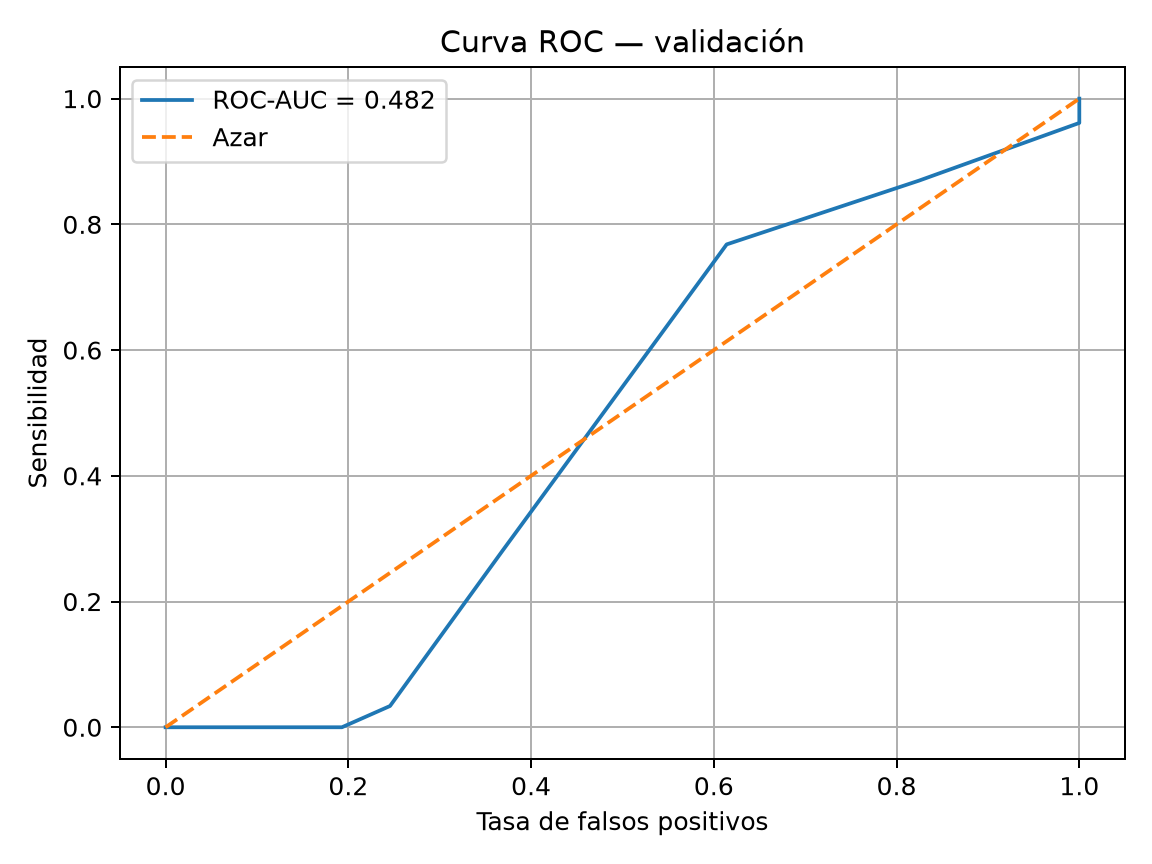 Curva ROC — validación
ROC-AUC = 0.482
Azar
1.0
0.8
0.6
0.4
0.2
0.0
Sensibilidad
0.0
0.2
0.4
0.6
0.8
1.0
Tasa de falsos positivos